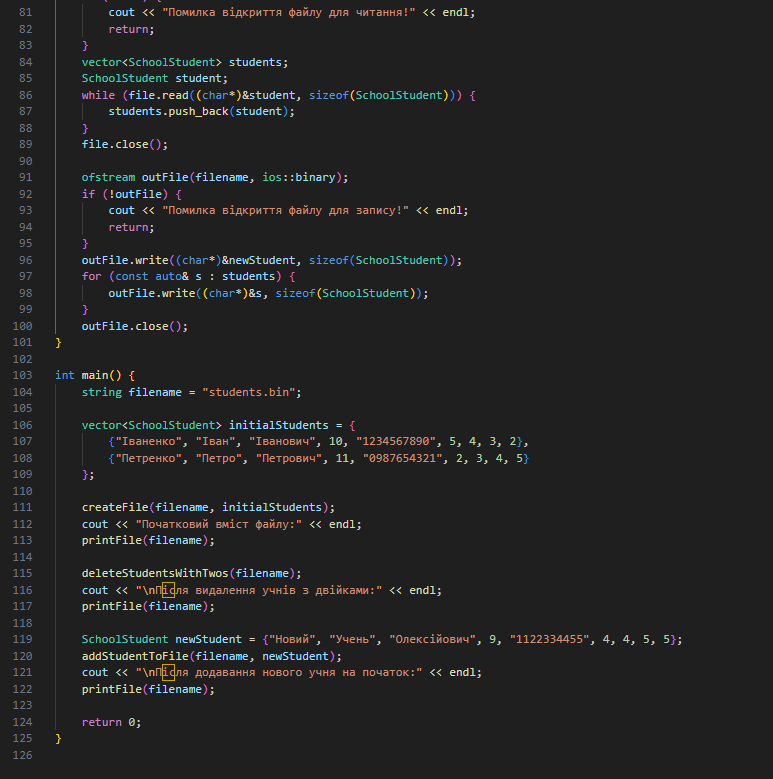 81 cout << "Помилка відкриття файлу для читання!" << endl;
82 return;
83 }
84 vector<SchoolStudent> students;
85 SchoolStudent student;
86 while (file.read((char*)&student, sizeof(SchoolStudent))) {
87 students.push_back(student);
88 }
89 file.close();
90
91 ofstream outFile(filename, ios::binary);
92 if (!outFile) {
93 cout << "Помилка відкриття файлу для запису!" << endl;
94 return;
95 }
96 outFile.write((char*)&newStudent, sizeof(SchoolStudent));
97 for (const auto& s : students) {
98 outFile.write((char*)&s, sizeof(SchoolStudent));
99 }
100 outFile.close();
101 }
102
103 int main() {
104 string filename = "students.bin";
105
106 vector<SchoolStudent> initialStudents = {
107 {"Іваненко", "Іван", "Іванович", 10, "1234567890", 5, 4, 3, 2},
108 {"Петренко", "Петро", "Петрович", 11, "0987654321", 2, 3, 4, 5}
109 };
110
111 createFile(filename, initialStudents);
112 cout << "Початковий вміст файлу:" << endl;
113 printFile(filename);
114
115 deleteStudentsWithTwos(filename);
116 cout << "\nПісля видалення учнів з двійками:" << endl;
117 printFile(filename);
118
119 SchoolStudent newStudent = {"Новий", "Учень", "Олексійович", 9, "1122334455", 4, 4, 5, 5};
120 addStudentToFile(filename, newStudent);
121 cout << "\nПісля додавання нового учня на початок:" << endl;
122 printFile(filename);
123
124 return 0;
125 }
126